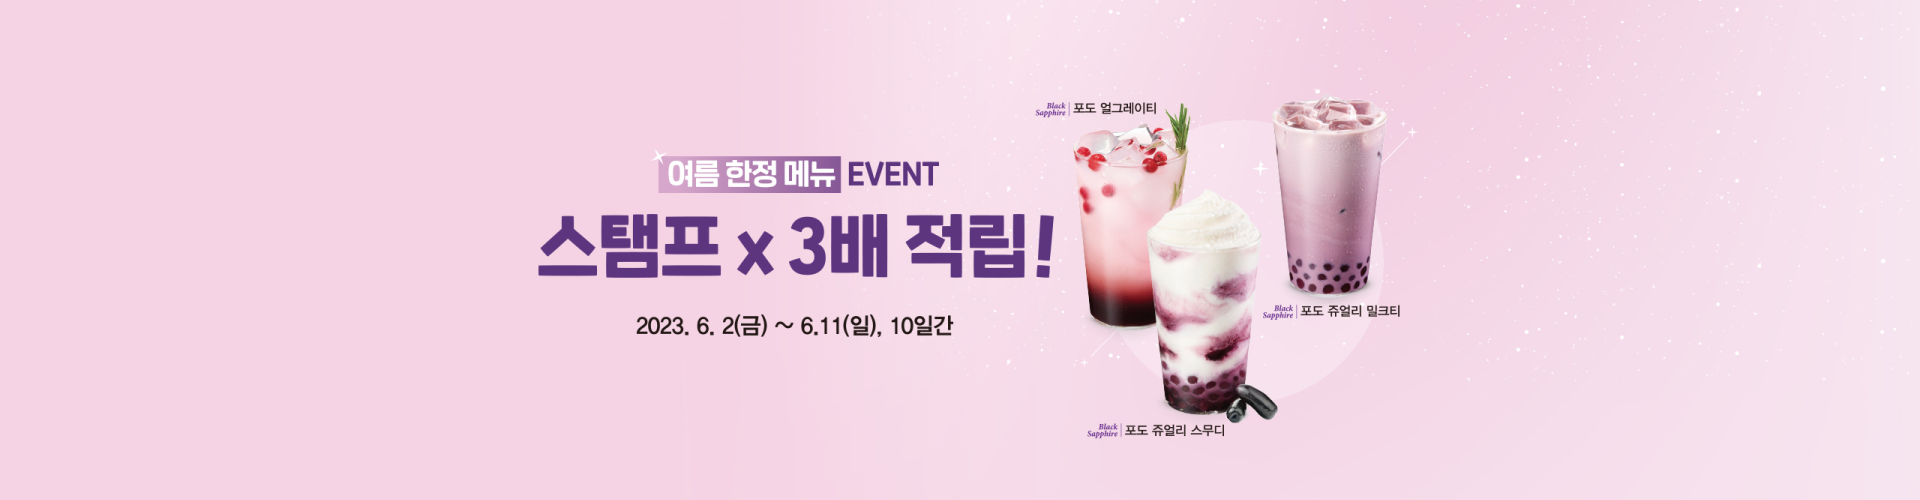 여름 한정 메뉴 EVENT
스탬프 x 3배 적립!
2023. 6. 2(금) ~ 6.11(일), 10일간
Black Sapphire | 포도 얼그레이티
Black Sapphire | 포도 쥬얼리 밀크티
Black Sapphire | 포도 쥬얼리 스무디